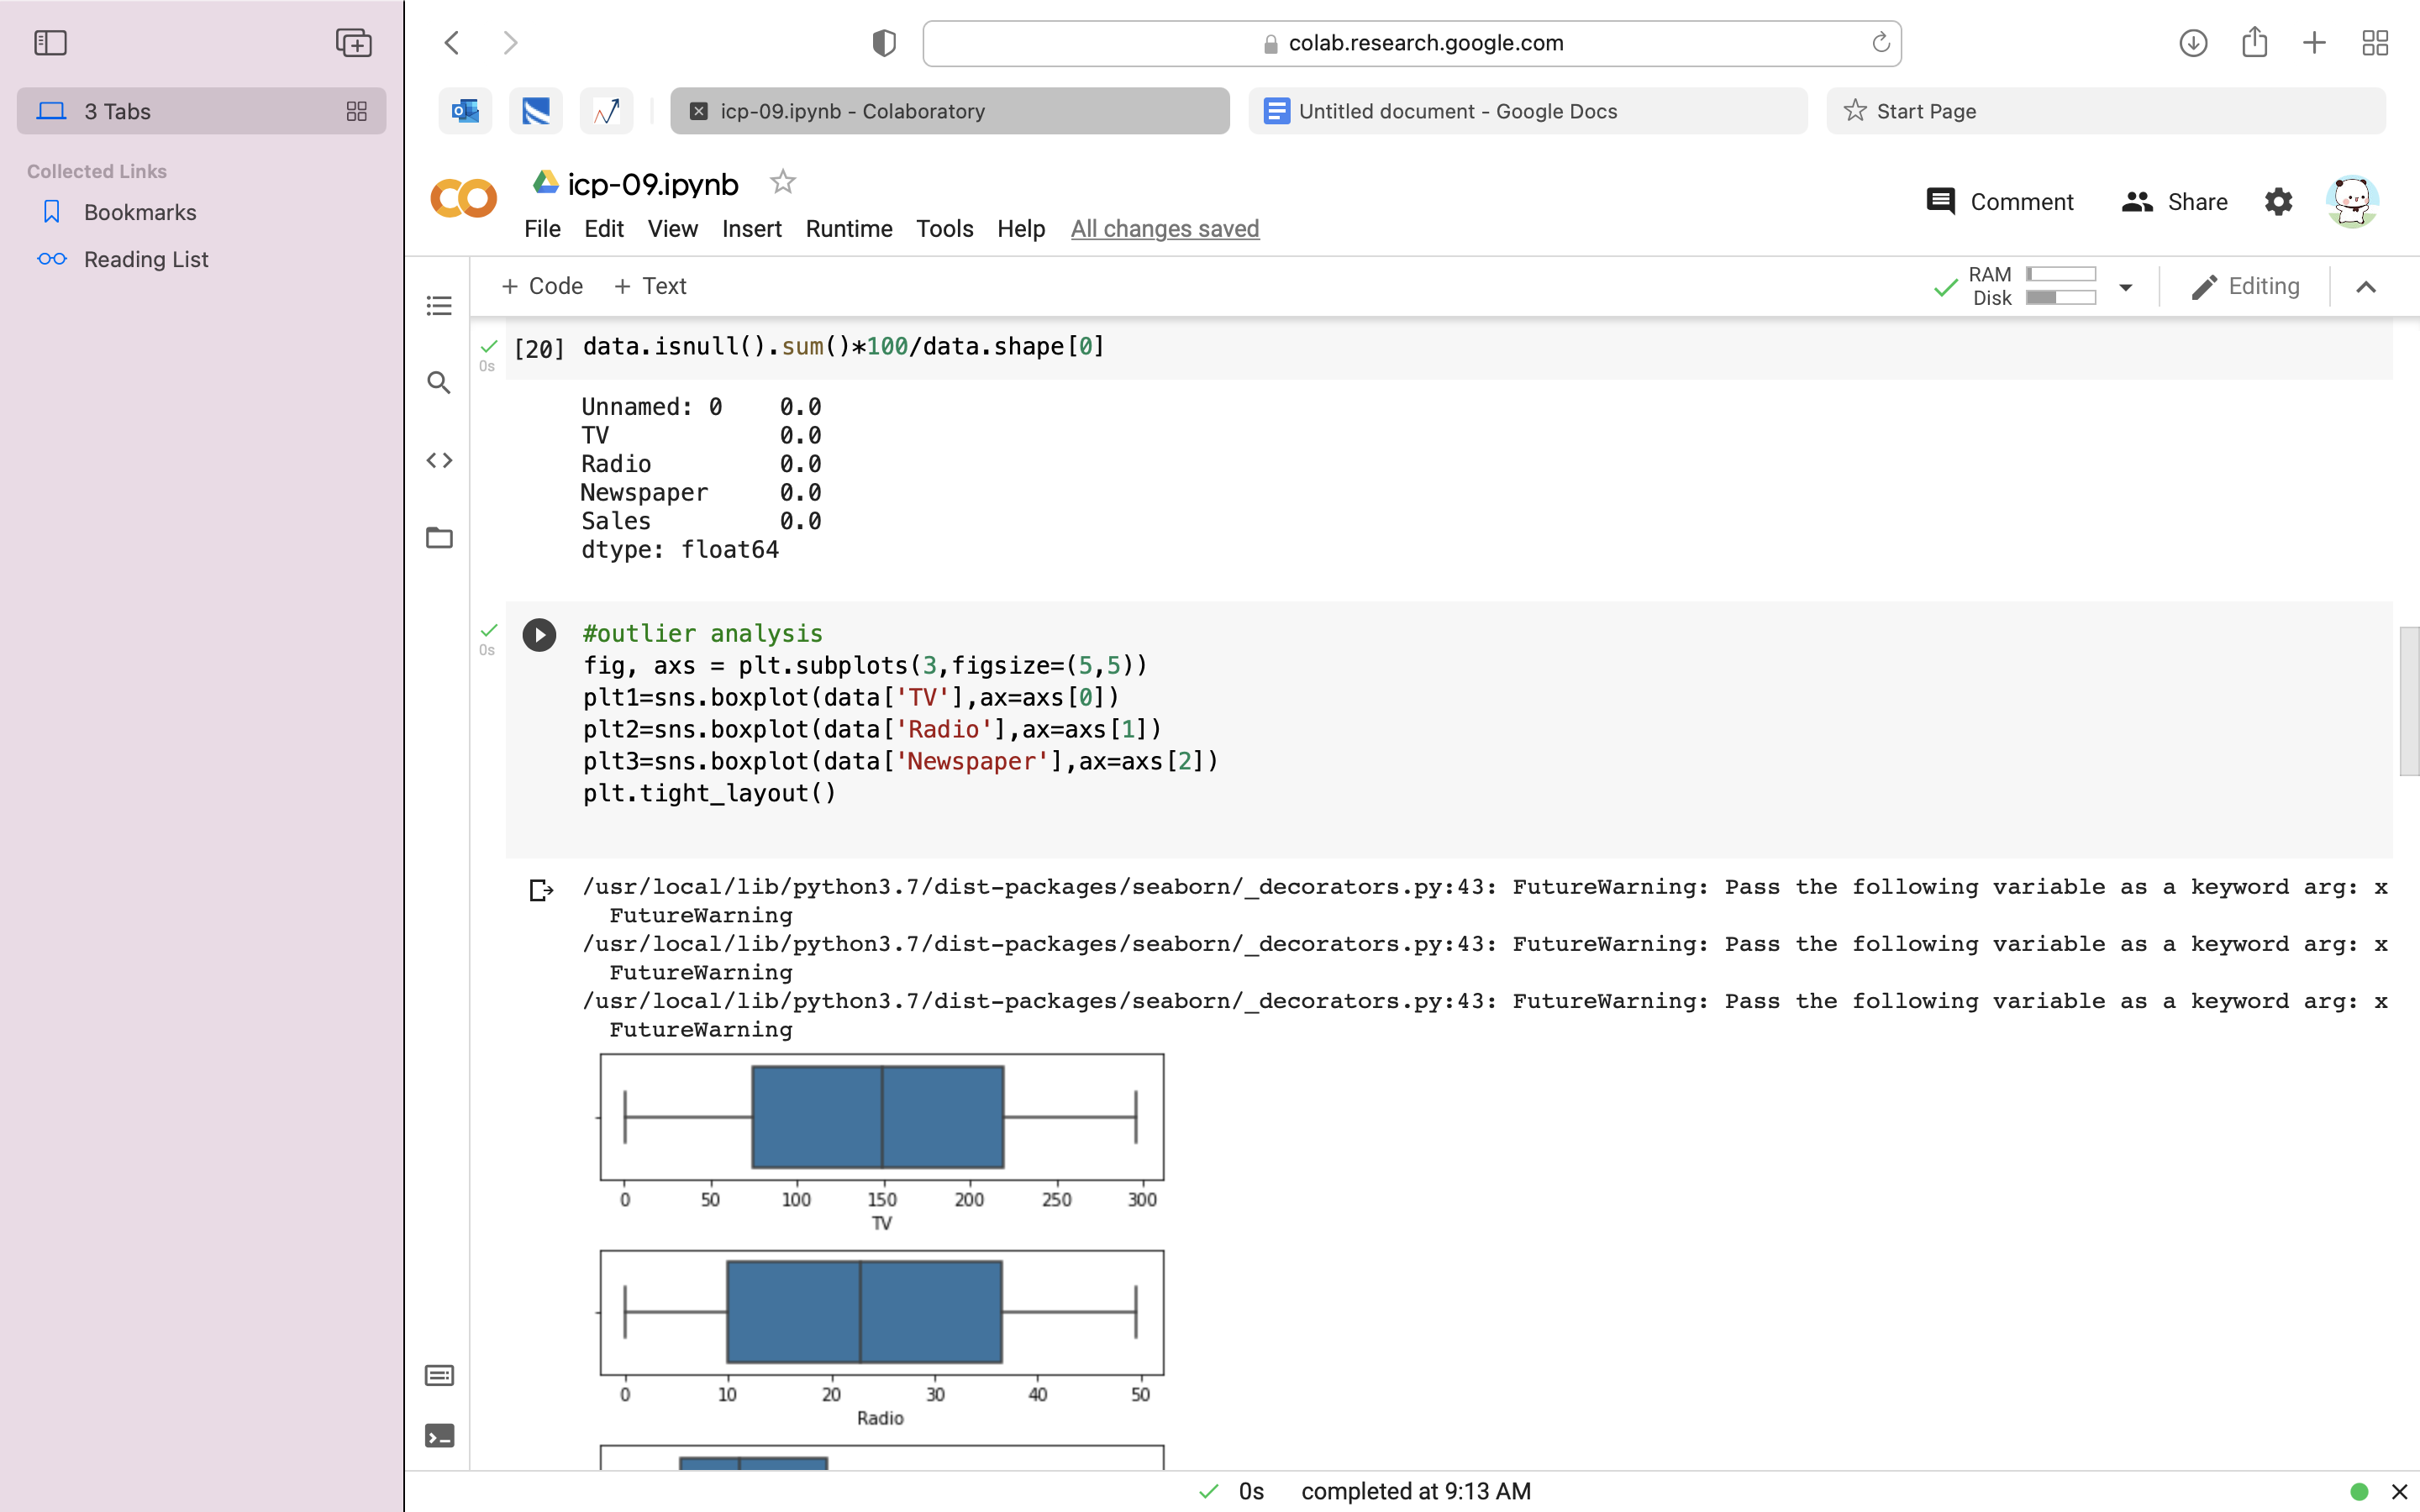 3 Tabs
Collected Links
Bookmarks
Reading List
colab.research.google.com
icp-09.ipynb - Colaboratory
Untitled document - Google Docs
Start Page
icp-09.ipynb
File Edit View Insert Runtime Tools Help All changes saved
Comment
Share
+ Code + Text
RAM
Disk
Editing
[20] data.isnull().sum()*100/data.shape[0]
0s
Unnamed: 0 0.0
TV 0.0
Radio 0.0
Newspaper 0.0
Sales 0.0
dtype: float64
0s
#outlier analysis
fig, axs = plt.subplots(3,figsize=(5,5))
plt1=sns.boxplot(data['TV'],ax=axs[0])
plt2=sns.boxplot(data['Radio'],ax=axs[1])
plt3=sns.boxplot(data['Newspaper'],ax=axs[2])
plt.tight_layout()
/usr/local/lib/python3.7/dist-packages/seaborn/_decorators.py:43: FutureWarning: Pass the following variable as a keyword arg: x
FutureWarning
/usr/local/lib/python3.7/dist-packages/seaborn/_decorators.py:43: FutureWarning: Pass the following variable as a keyword arg: x
FutureWarning
/usr/local/lib/python3.7/dist-packages/seaborn/_decorators.py:43: FutureWarning: Pass the following variable as a keyword arg: x
FutureWarning
0 50 100 150 200 250 300
TV
0 10 20 30 40 50
Radio
0s completed at 9:13 AM